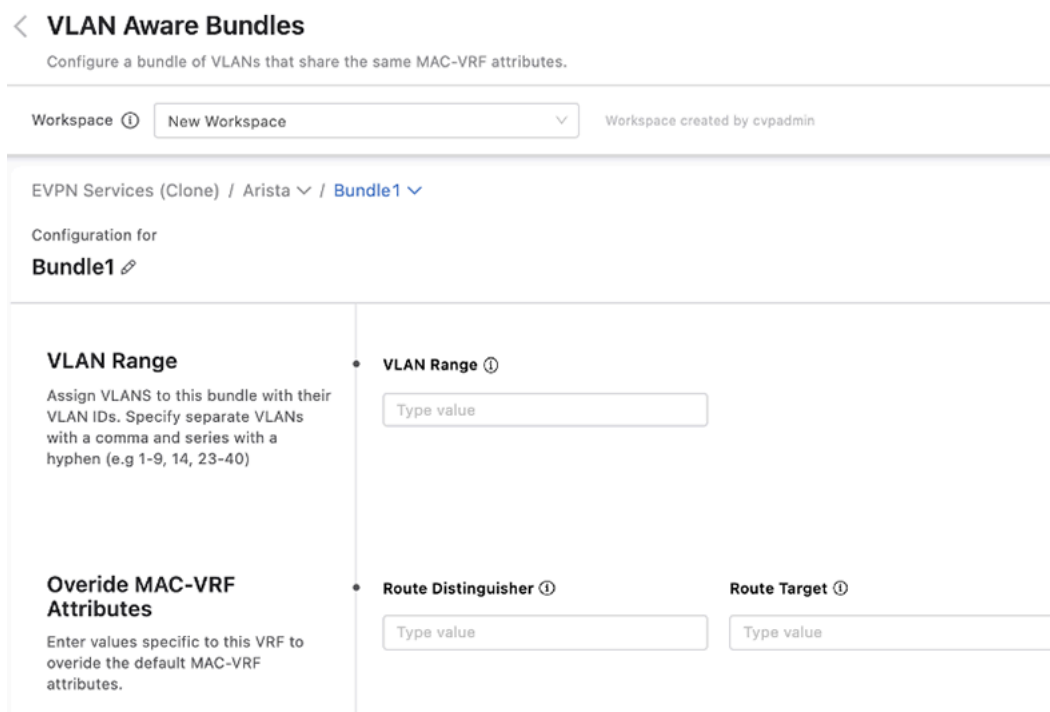 VLAN Aware Bundles
Configure a bundle of VLANs that share the same MAC-VRF attributes.
Workspace New Workspace Workspace created by cvpadmin
EVPN Services (Clone) / Arista / Bundle1
Configuration for
Bundle1
VLAN Range
Assign VLANS to this bundle with their
VLAN IDs. Specify separate VLANs
with a comma and series with a
hyphen (e.g 1-9, 14, 23-40)
VLAN Range
Type value
Overide MAC-VRF
Attributes
Enter values specific to this VRF to
overide the default MAC-VRF
attributes.
Route Distinguisher Route Target
Type value Type value